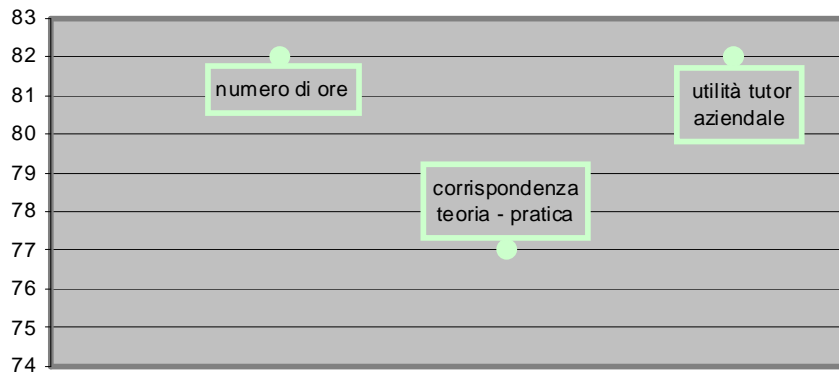 83
82
81
80
79
78
77
76
75
74
numero di ore
corrispondenza
teoria - pratica
utilità tutor
aziendale